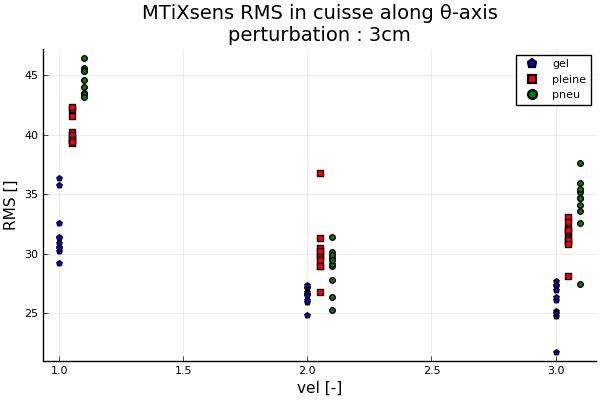 MTiXsens RMS in cuisse along θ-axis
perturbation : 3cm
gel
pleine
pneu
RMS []
45
40
35
30
25
1.0 1.5 2.0 2.5 3.0
vel [-]